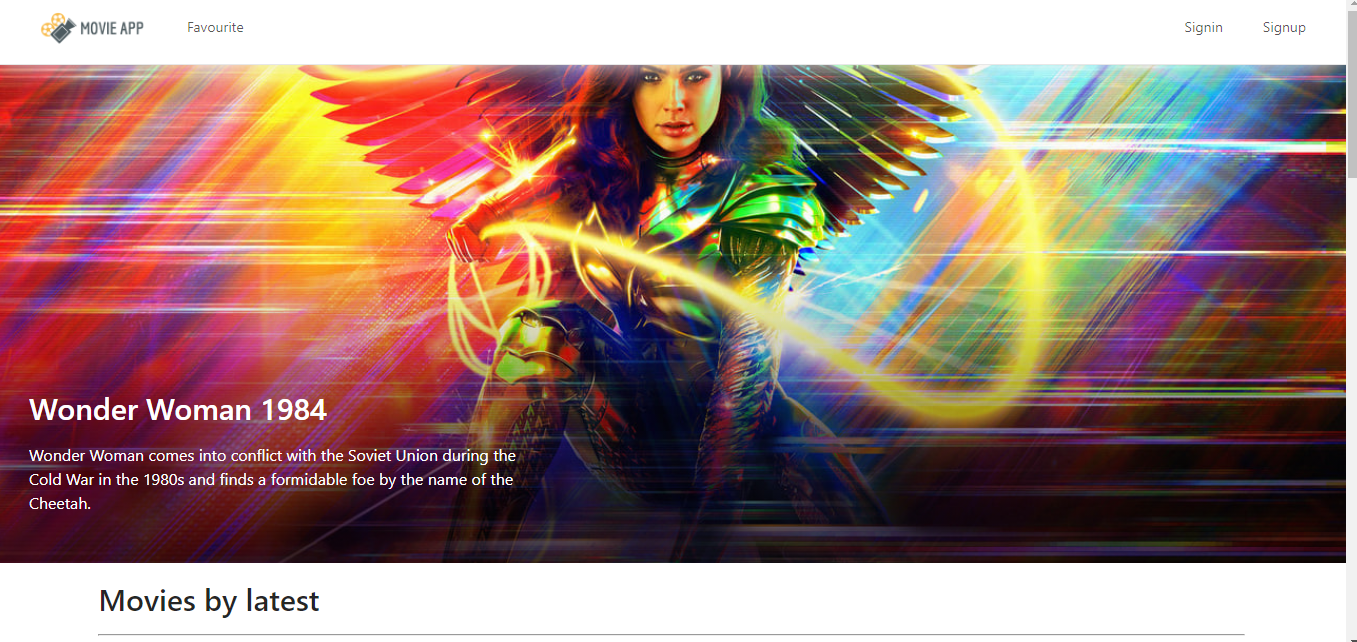 MOVIE APP
Favourite
Signin
Signup
Wonder Woman 1984
Wonder Woman comes into conflict with the Soviet Union during the
Cold War in the 1980s and finds a formidable foe by the name of the
Cheetah.
Movies by latest